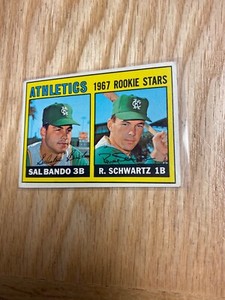 ATHLETICS 1967 ROOKIE STARS
SAL BANDO 3B
R. SCHWARTZ 1B